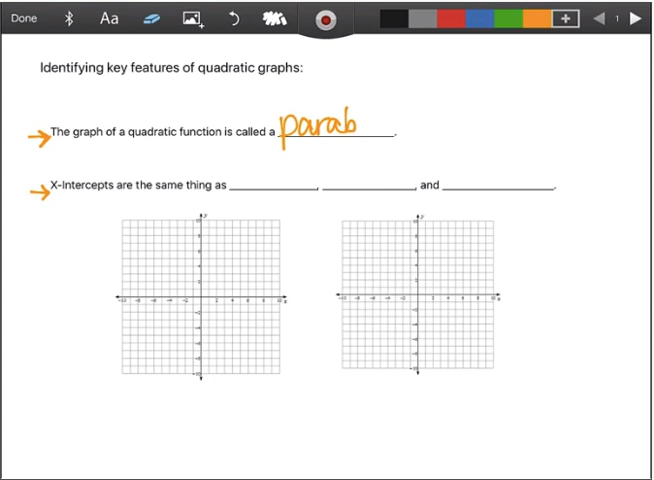 Done Aa 1
Identifying key features of quadratic graphs:
The graph of a quadratic function is called a parab.
X-Intercepts are the same thing as , , and .